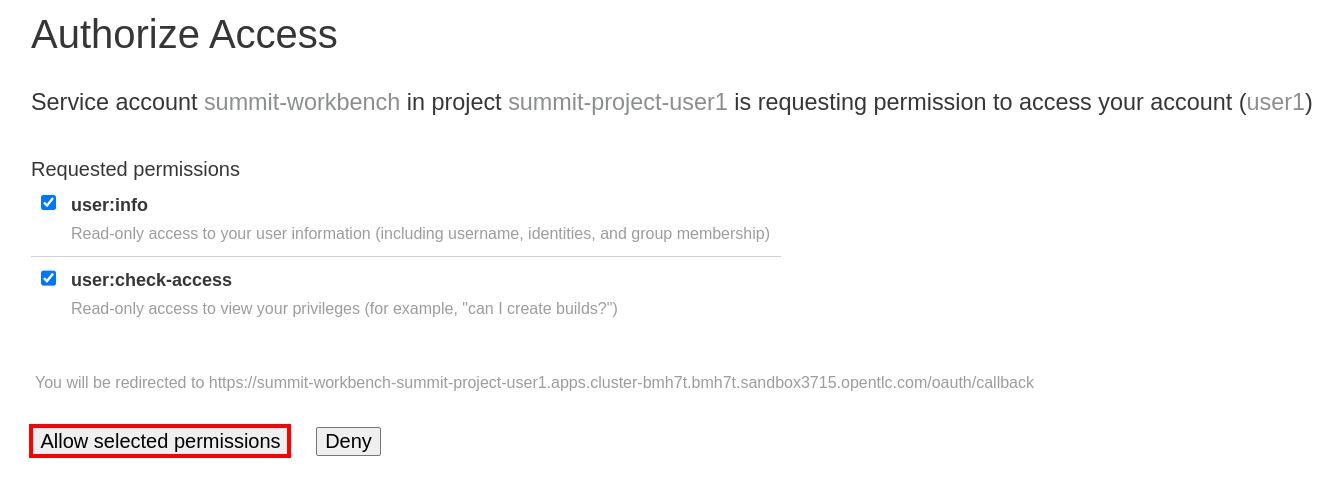 Authorize Access
Service account summit-workbench in project summit-project-user1 is requesting permission to access your account (user1)
Requested permissions
user:info
Read-only access to your user information (including username, identities, and group membership)
user:check-access
Read-only access to view your privileges (for example, "can I create builds?")
You will be redirected to https://summit-workbench-summit-project-user1.apps.cluster-bmh7t.bmh7t.sandbox3715.opentlc.com/oauth/callback
Allow selected permissions Deny